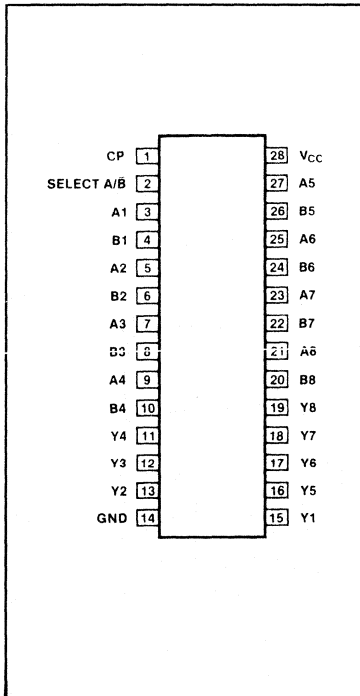 CP 1 28 VCC
SELECT A/B̅ 2 27 A5
A1 3 26 B5
B1 4 25 A6
A2 5 24 B6
B2 6 23 A7
A3 7 22 B7
B3 8 21 A8
A4 9 20 B8
B4 10 19 Y8
Y4 11 18 Y7
Y3 12 17 Y6
Y2 13 16 Y5
GND 14 15 Y1